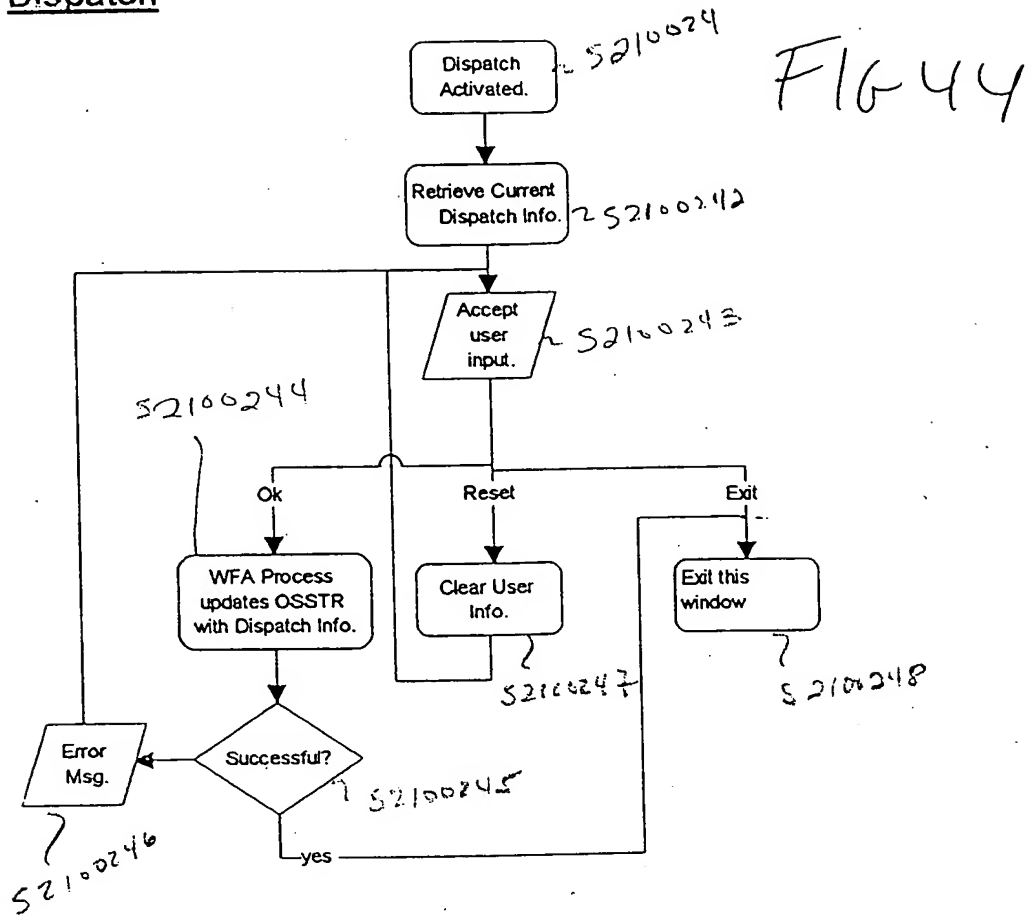 Dispatch
Dispatch
Activated.
S210024
FIG 44
Retrieve Current
Dispatch Info.
S2100242
Accept
user
input.
S2100243
S2100244
Ok
Reset
Exit
WFA Process
updates OSSTR
with Dispatch Info.
Clear User
Info.
Exit this
window
S2100247
S2100248
Error
Msg.
Successful?
S2100245
S2100246
yes